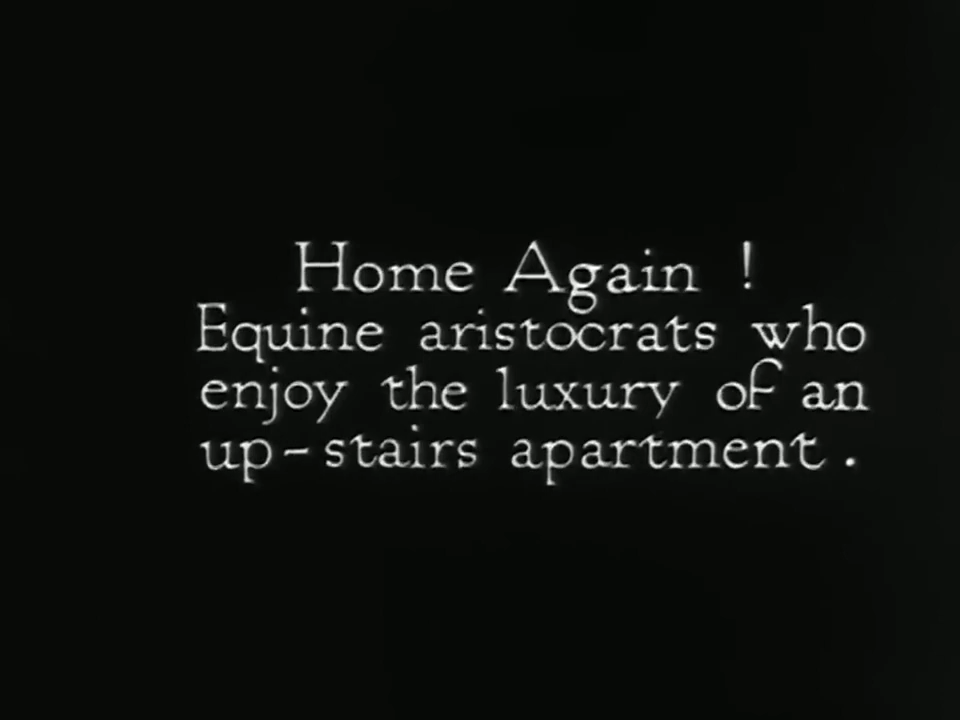 Home Again !
Equine aristocrats who
enjoy the luxury of an
up-stairs apartment.